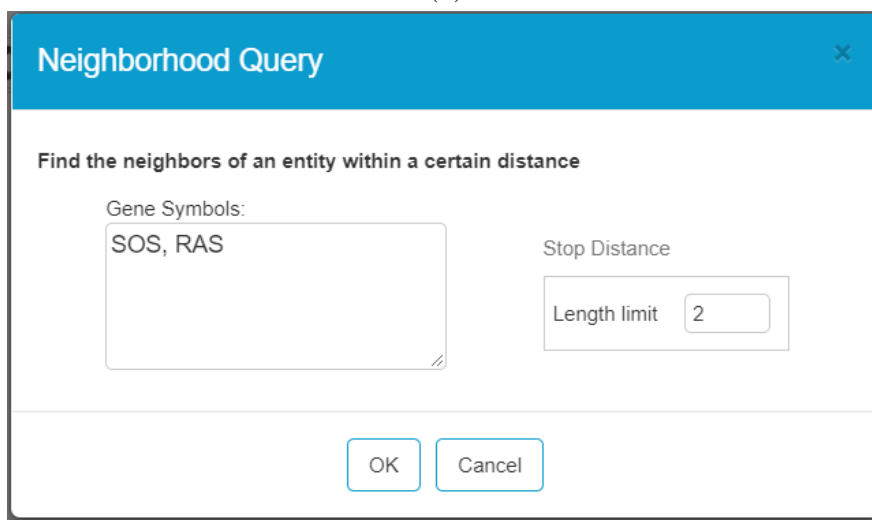 Neighborhood Query
×
Find the neighbors of an entity within a certain distance
Gene Symbols:
SOS, RAS
Stop Distance
Length limit 2
OK Cancel